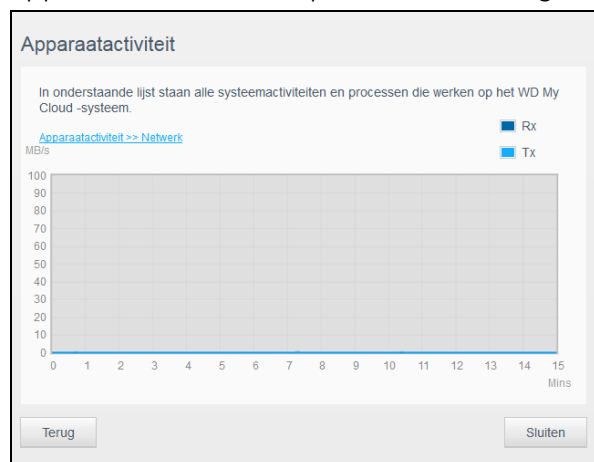 Apparaatactiviteit
In onderstaande lijst staan alle systeemactiviteiten en processen die werken op het WD My
Cloud -systeem.
Rx
Apparaatactiviteit >> Netwerk
Tx
MB/s
100
90
80
70
60
50
40
30
20
10
0
0 1 2 3 4 5 6 7 8 9 10 11 12 13 14 15
Mins
Terug
Sluiten